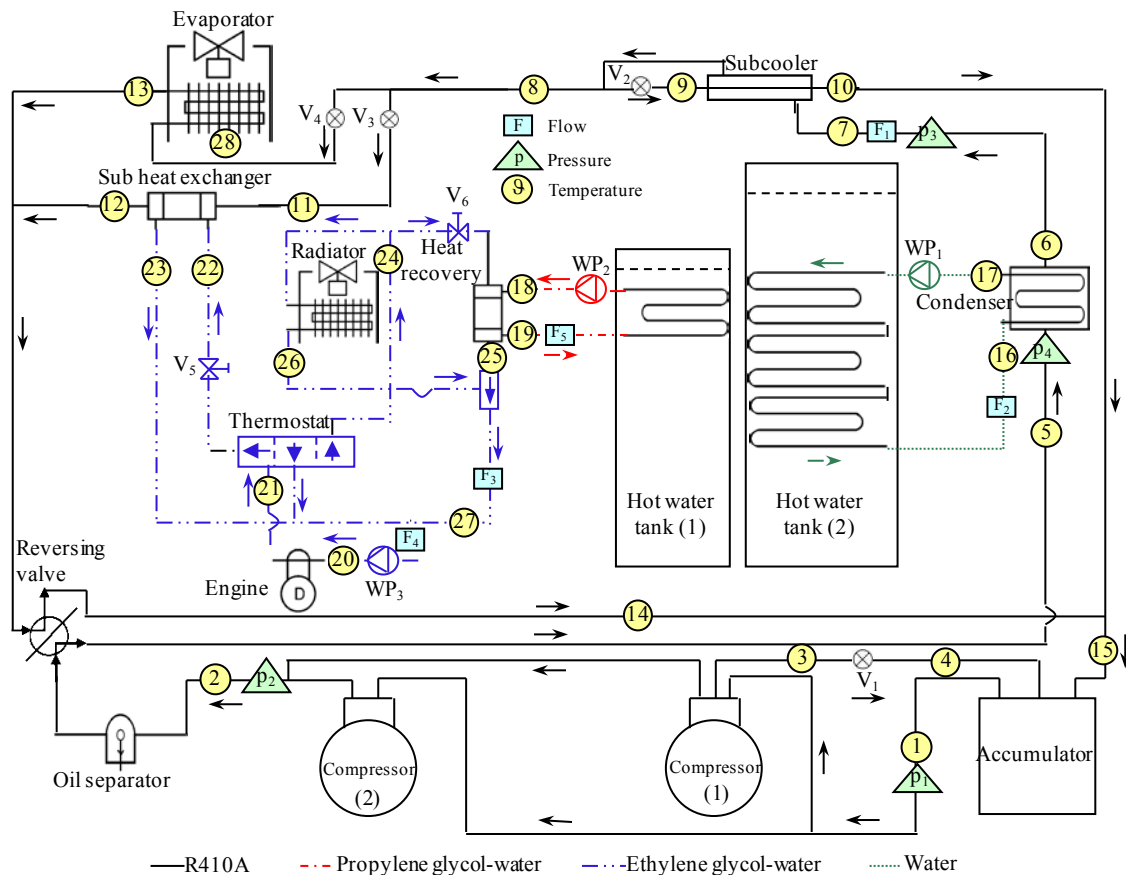 Evaporator
Subcooler
13
V2
9
10
8
V4
V3
28
F Flow
7
F1
p3
p Pressure
ϑ Temperature
Sub heat exchanger
12
11
V6
23
22
Radiator
24
Heat
recovery
18
WP2
WP1
17
6
Condenser
19
F5
26
25
16
p4
V5
F2
5
Thermostat
21
F3
Hot water
tank (1)
Hot water
tank (2)
27
F4
Reversing
valve
20
Engine
D
WP3
14
15
3
4
2
p2
V1
1
p1
Accumulator
Oil separator
Compressor
(2)
Compressor
(1)
R410A
Propylene glycol-water
Ethylene glycol-water
Water